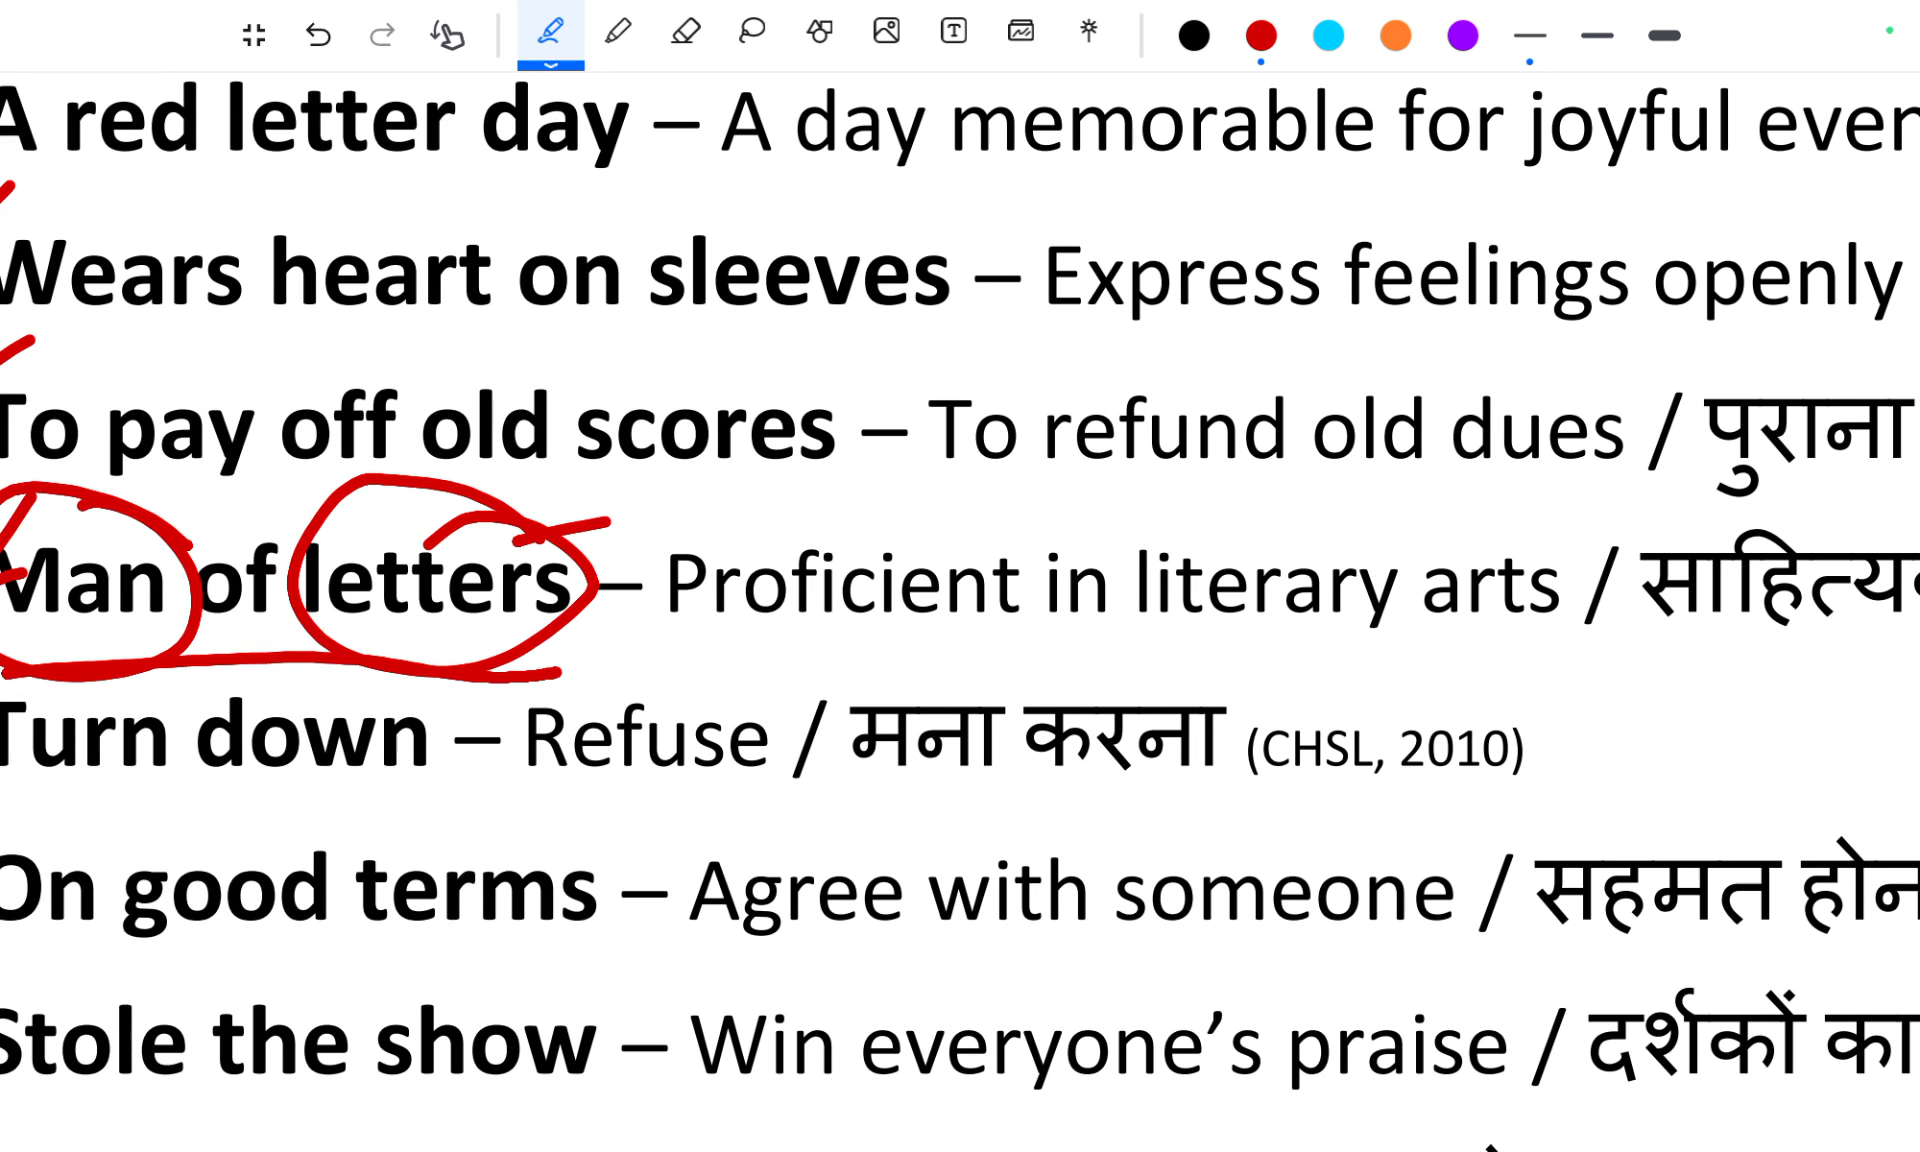 A red letter day – A day memorable for joyful
Wears heart on sleeves – Express feelings openly
To pay off old scores – To refund old dues / पुराना
Man of letters – Proficient in literary arts /
Turn down – Refuse / मना करना (CHSL, 2010)
On good terms – Agree with someone / सहमत
Stole the show – Win everyone’s praise / दर्शकों का